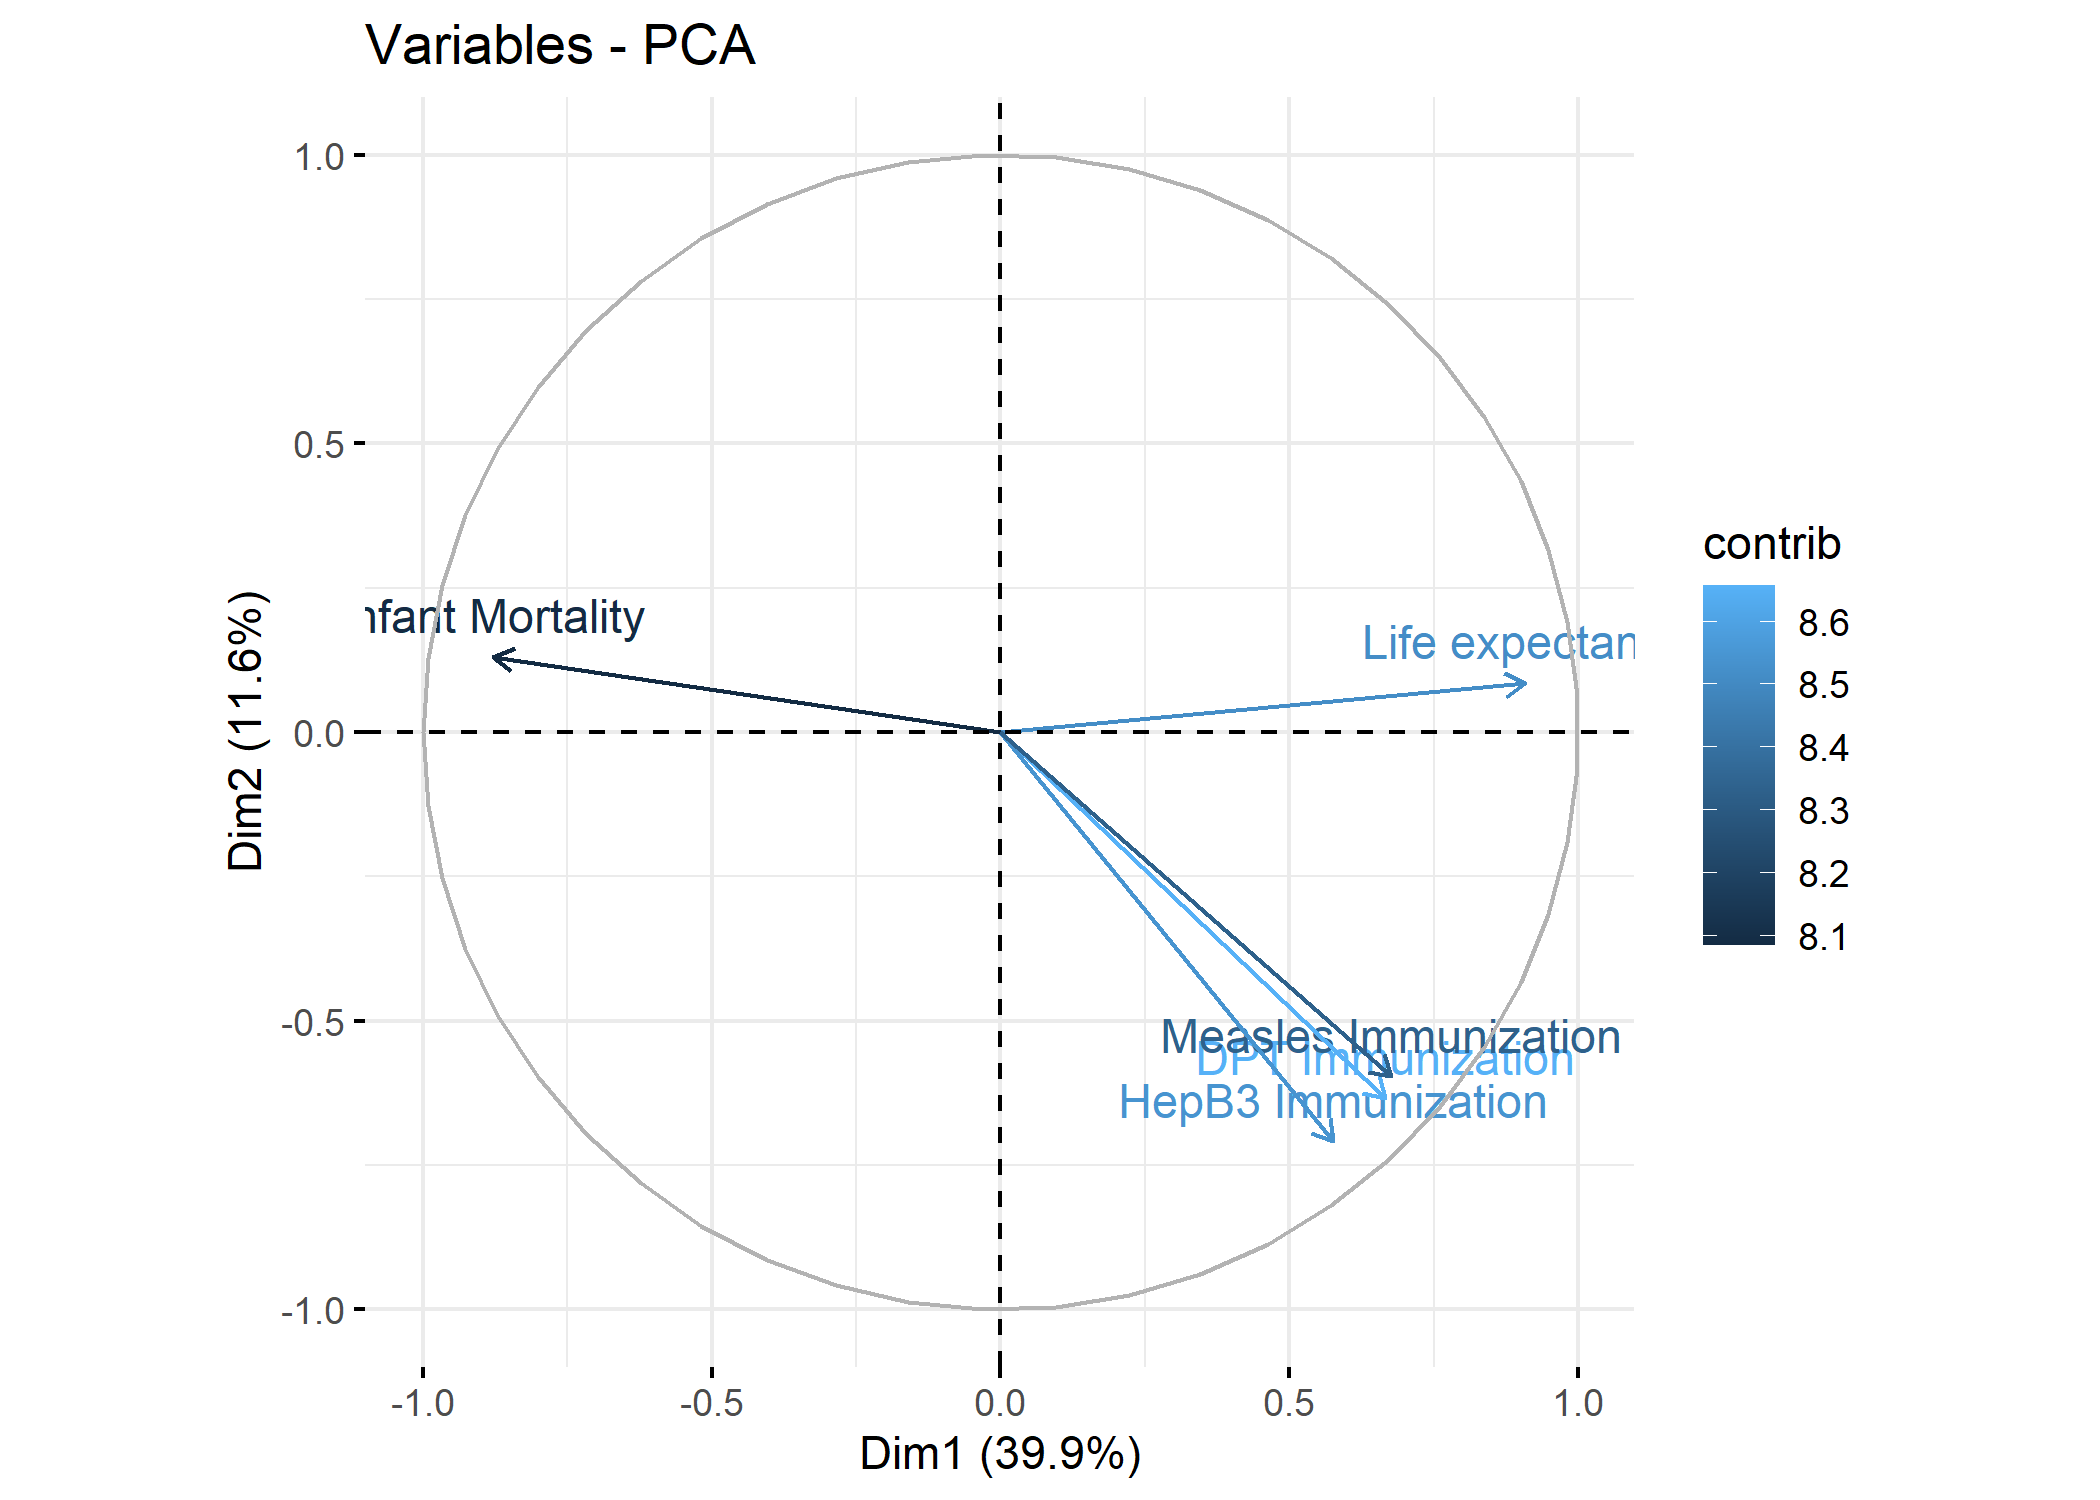 Variables - PCA
1.0
0.5
0.0
-0.5
-1.0
Dim2 (11.6%)
nfant Mortality
Life expectan
Measles Immunization
DPT Immunization
HepB3 Immunization
-1.0
-0.5
0.0
0.5
1.0
Dim1 (39.9%)
contrib
8.6
8.5
8.4
8.3
8.2
8.1